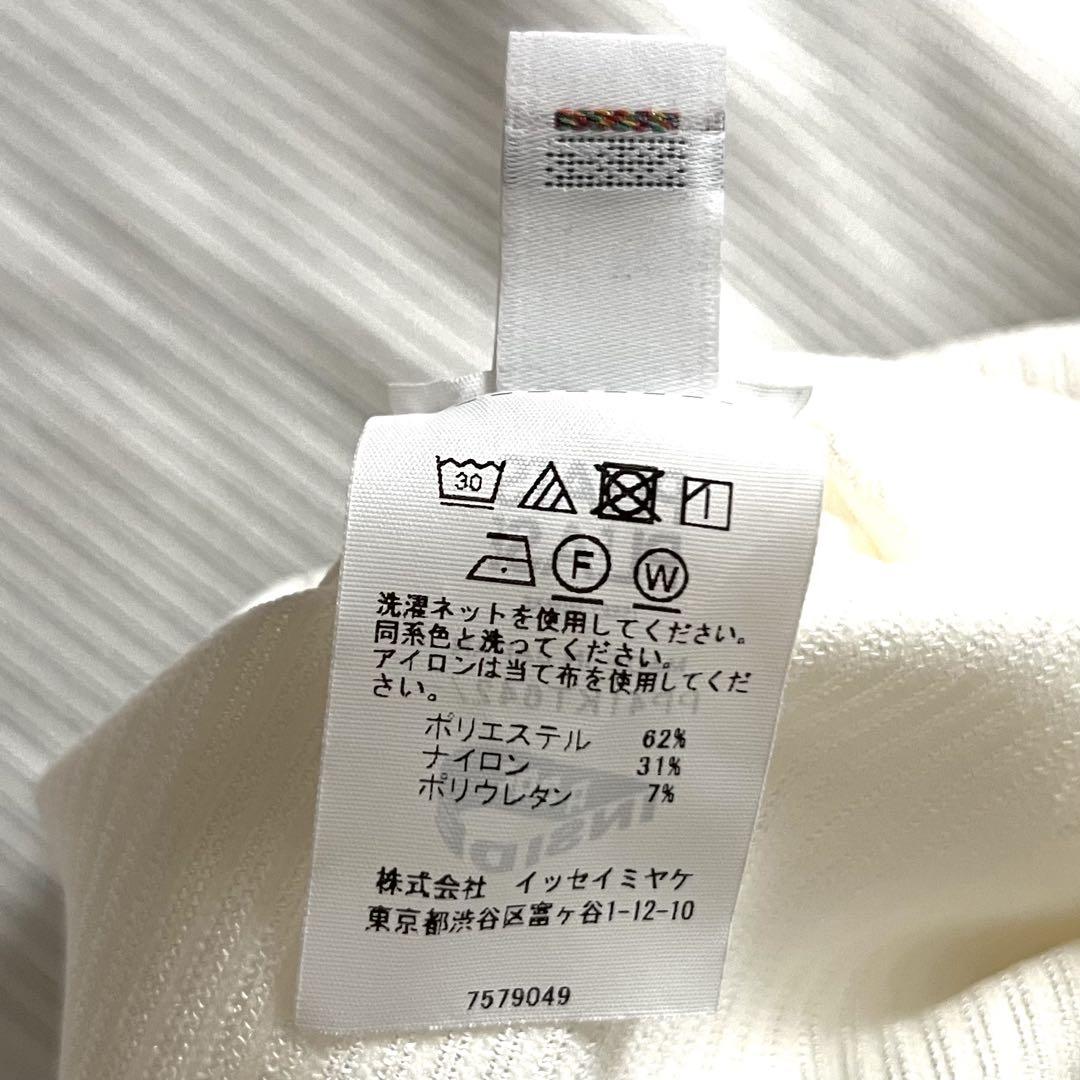 30
F W
洗濯ネットを使用してください。
同系色と洗ってください。
アイロンは当て布を使用してくだ
さい。
ポリエステル 62%
ナイロン 31%
ポリウレタン 7%
株式会社 イッセイミヤケ
東京都渋谷区富ヶ谷1-12-10
7579049